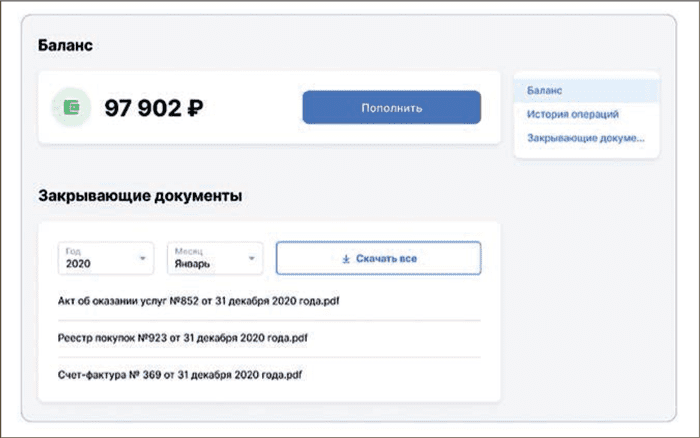 Баланс
97 902 ₽
Пополнить
Баланс
История операций
Закрывающие докуме...
Закрывающие документы
Год
2020
Месяц
Январь
Скачать все
Акт об оказании услуг №852 от 31 декабря 2020 года.pdf
Реестр покупок №923 от 31 декабря 2020 года.pdf
Счет-фактура № 369 от 31 декабря 2020 года.pdf